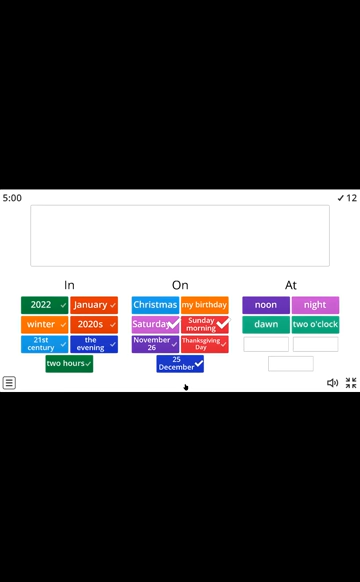 5:00
✓ 12
In
On
At
2022
January
Christmas
my birthday
noon
night
winter
2020s
Saturday
Sunday
morning
dawn
two o'clock
21st
century
the
evening
November
26
Thanksgiving
Day
two hours
25
December